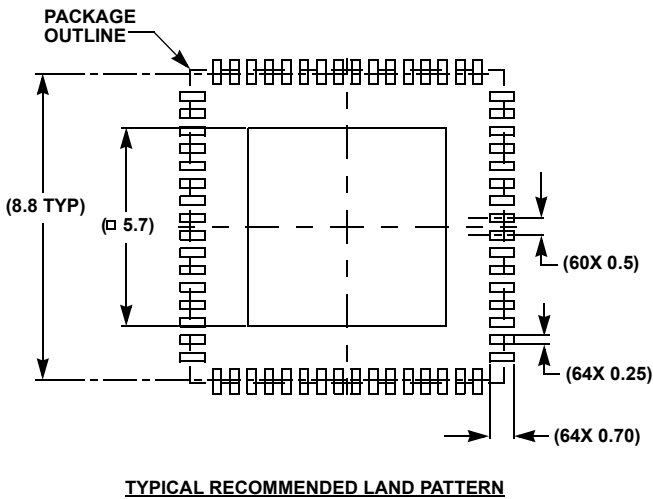 PACKAGE
OUTLINE
(8.8 TYP)
(□ 5.7)
(60X 0.5)
(64X 0.25)
(64X 0.70)
TYPICAL RECOMMENDED LAND PATTERN